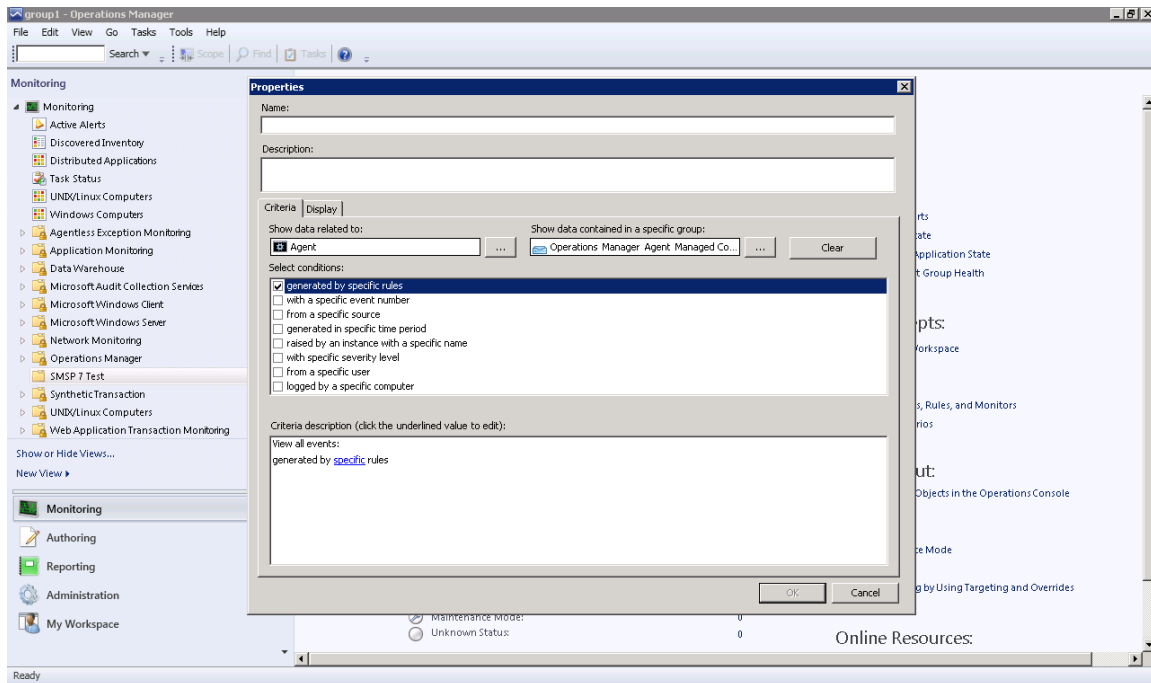 group1 - Operations Manager
File Edit View Go Tasks Tools Help
Search Scope Find Tasks
Monitoring
Monitoring
Active Alerts
Discovered Inventory
Distributed Applications
Task Status
UNIX/Linux Computers
Windows Computers
Agentless Exception Monitoring
Application Monitoring
Data Warehouse
Microsoft Audit Collection Services
Microsoft Windows Client
Microsoft Windows Server
Network Monitoring
Operations Manager
SMSP 7 Test
Synthetic Transaction
UNIX/Linux Computers
Web Application Transaction Monitoring
Show or Hide Views...
New View
Monitoring
Authoring
Reporting
Administration
My Workspace
Ready
Properties
Name:
Description:
Criteria Display
Show data related to: Show data contained in a specific group:
Agent ... Operations Manager Agent Managed Co... ... Clear
Select conditions:
generated by specific rules
with a specific event number
from a specific source
generated in specific time period
raised by an instance with a specific name
with specific severity level
from a specific user
logged by a specific computer
Criteria description (click the underlined value to edit):
View all events:
generated by specific rules
OK Cancel
rts
tate
Application State
t Group Health
pts:
Workspace
s, Rules, and Monitors
rios
ut:
Objects in the Operations Console
ce Mode
g by Using Targeting and Overrides
Maintenance Mode: 0
Unknown Status: 0
Online Resources: